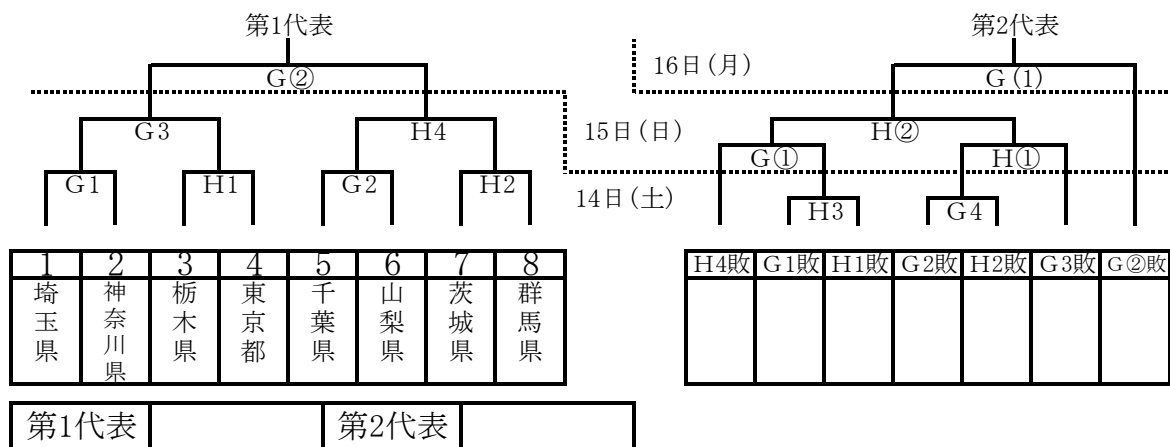 第1代表 第2代表
16日(月)
G② G(1)
15日(日)
G3 H4 H②
G① H①
G1 H1 G2 H2
14日(土)
H3 G4
1 2 3 4 5 6 7 8
H4敗 G1敗 H1敗 G2敗 H2敗 G3敗 G②敗
埼玉県 神奈川県 栃木県 東京都 千葉県 山梨県 茨城県 群馬県
第1代表 第2代表